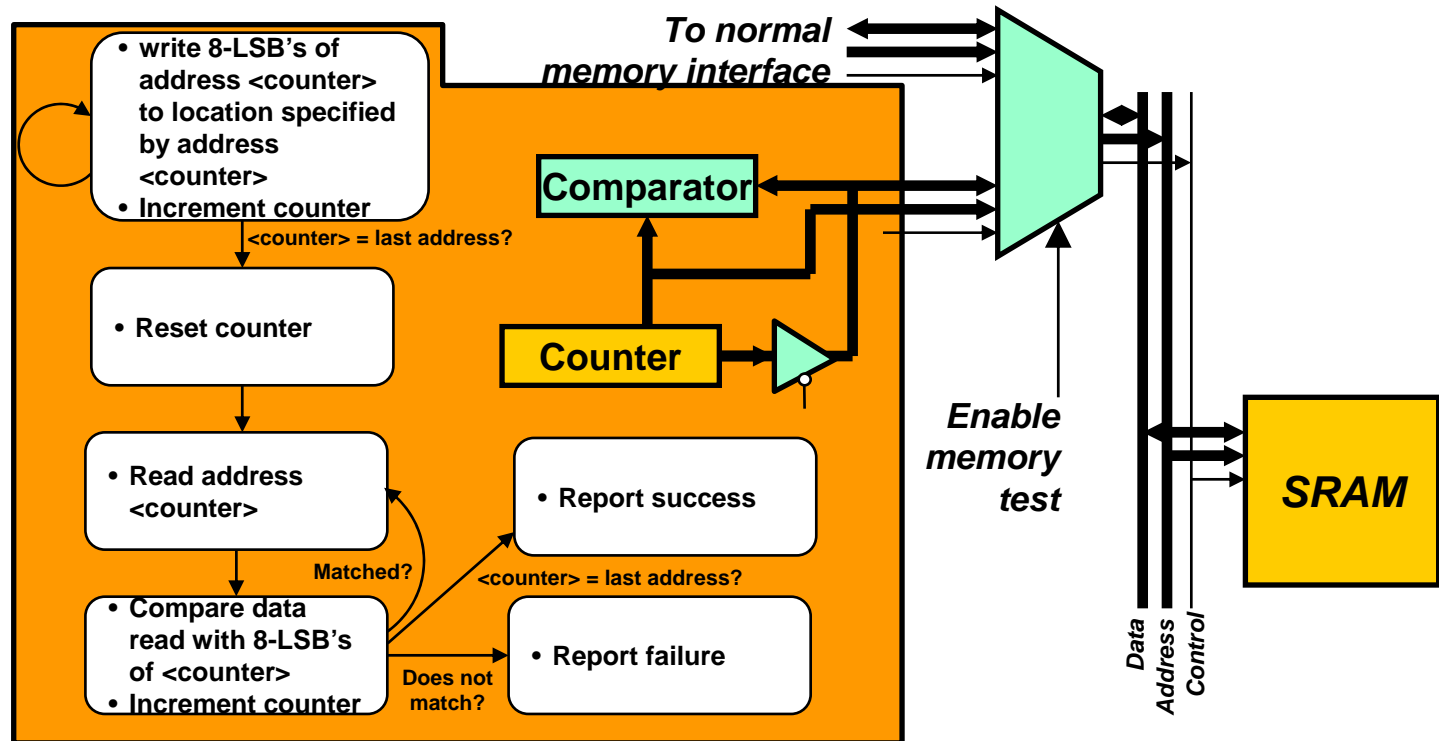 • write 8-LSB's of
address <counter>
to location specified
by address
<counter>
• Increment counter
<counter> = last address?
• Reset counter
• Read address
<counter>
Matched?
• Compare data
read with 8-LSB's
of <counter>
• Increment counter
• Report success
<counter> = last address?
• Report failure
Does not
match?
Comparator
Counter
To normal
memory interface
Enable
memory
test
Data
Address
Control
SRAM